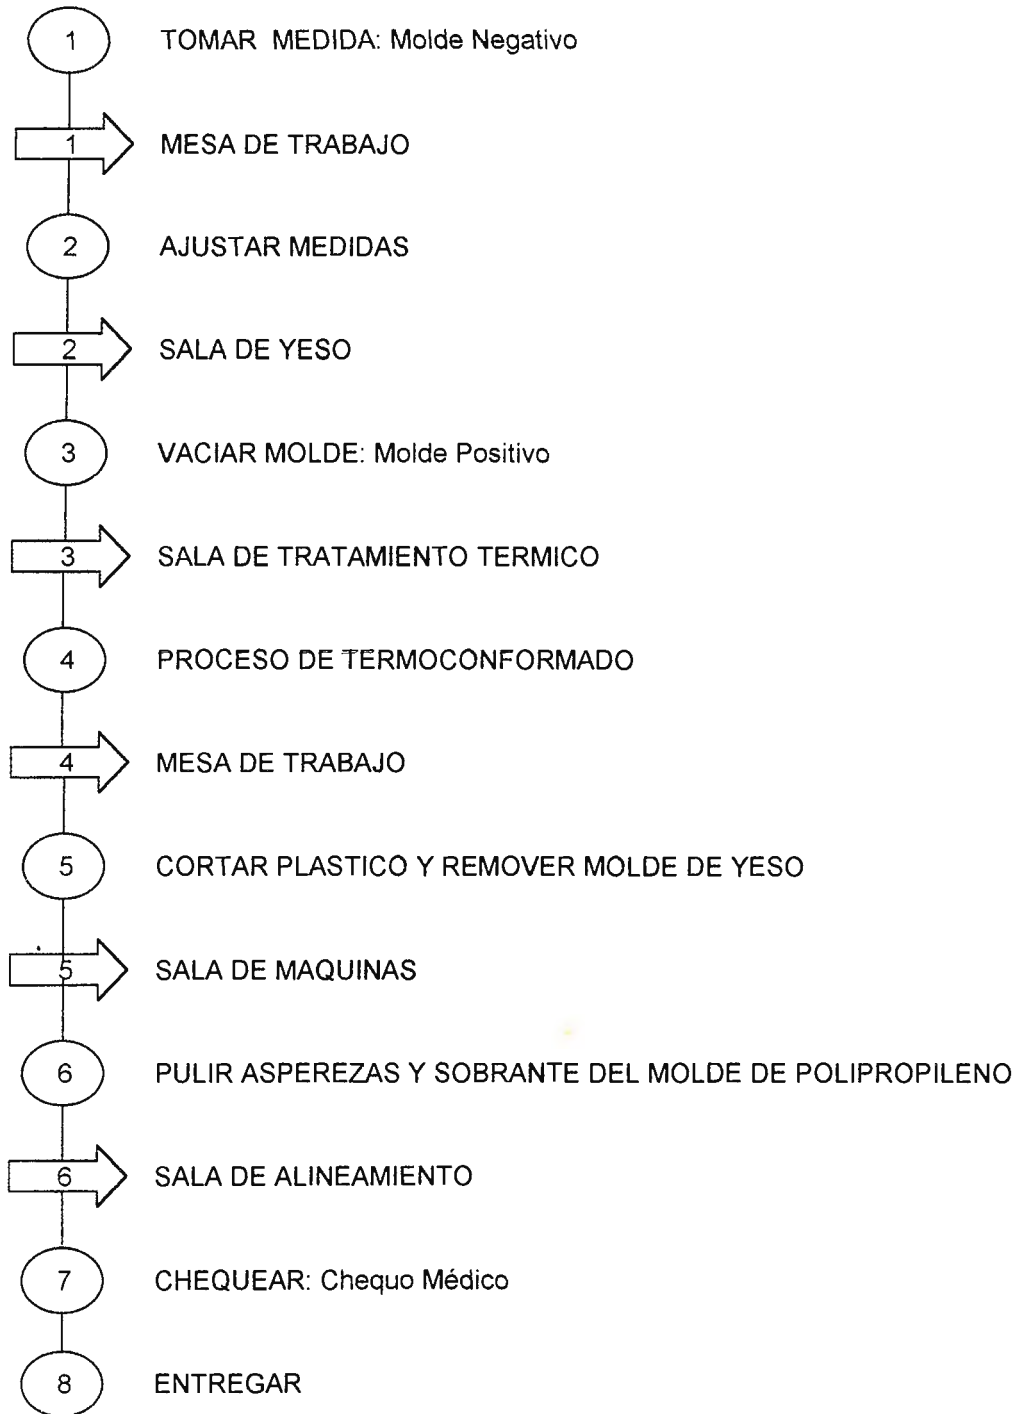 1 TOMAR MEDIDA: Molde Negativo
1 MESA DE TRABAJO
2 AJUSTAR MEDIDAS
2 SALA DE YESO
3 VACIAR MOLDE: Molde Positivo
3 SALA DE TRATAMIENTO TERMICO
4 PROCESO DE TERMOCONFORMADO
4 MESA DE TRABAJO
5 CORTAR PLASTICO Y REMOVER MOLDE DE YESO
5 SALA DE MAQUINAS
6 PULIR ASPEREZAS Y SOBRANTE DEL MOLDE DE POLIPROPILENO
6 SALA DE ALINEAMIENTO
7 CHEQUEAR: Chequo Médico
8 ENTREGAR